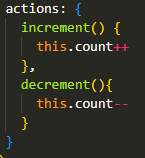 actions: {
increment() {
this.count++
},
decrement(){
this.count--
}
}